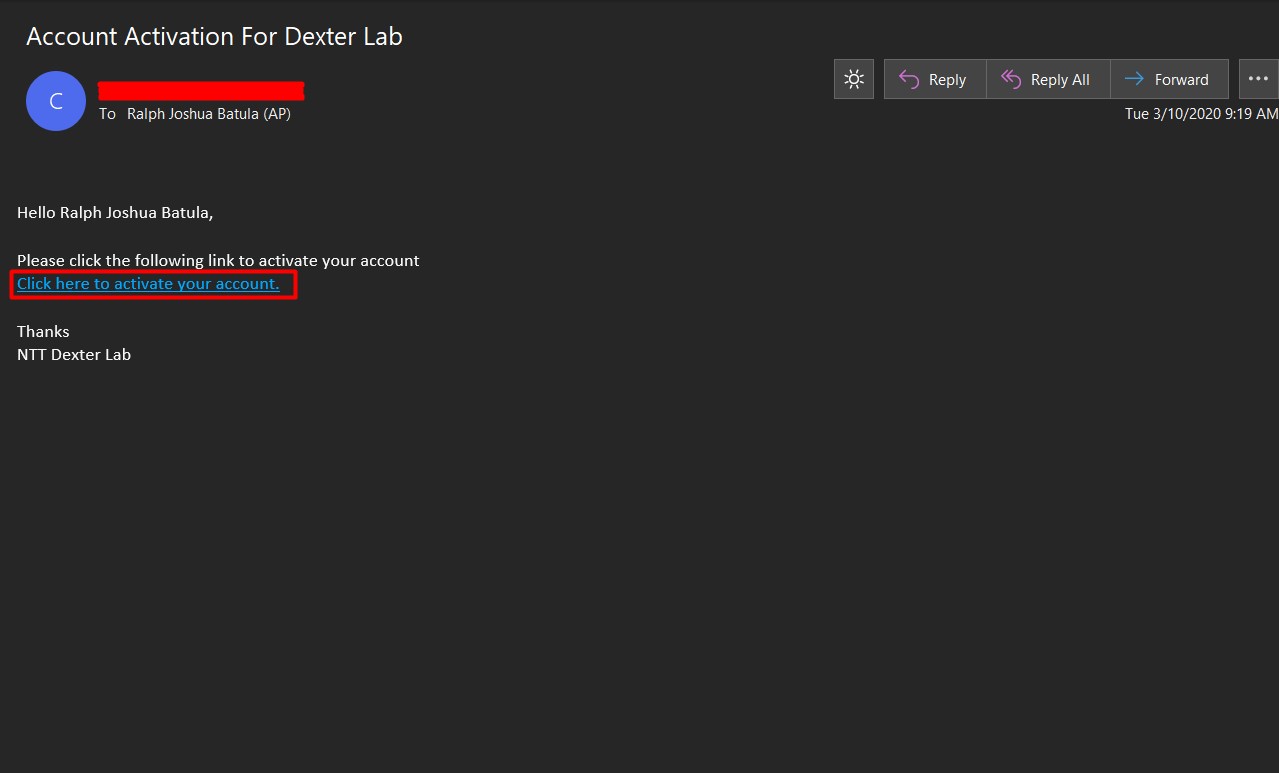 Account Activation For Dexter Lab
C
To Ralph Joshua Batula (AP)
Reply
Reply All
Forward
Tue 3/10/2020 9:19 AM
Hello Ralph Joshua Batula,
Please click the following link to activate your account
Click here to activate your account.
Thanks
NTT Dexter Lab